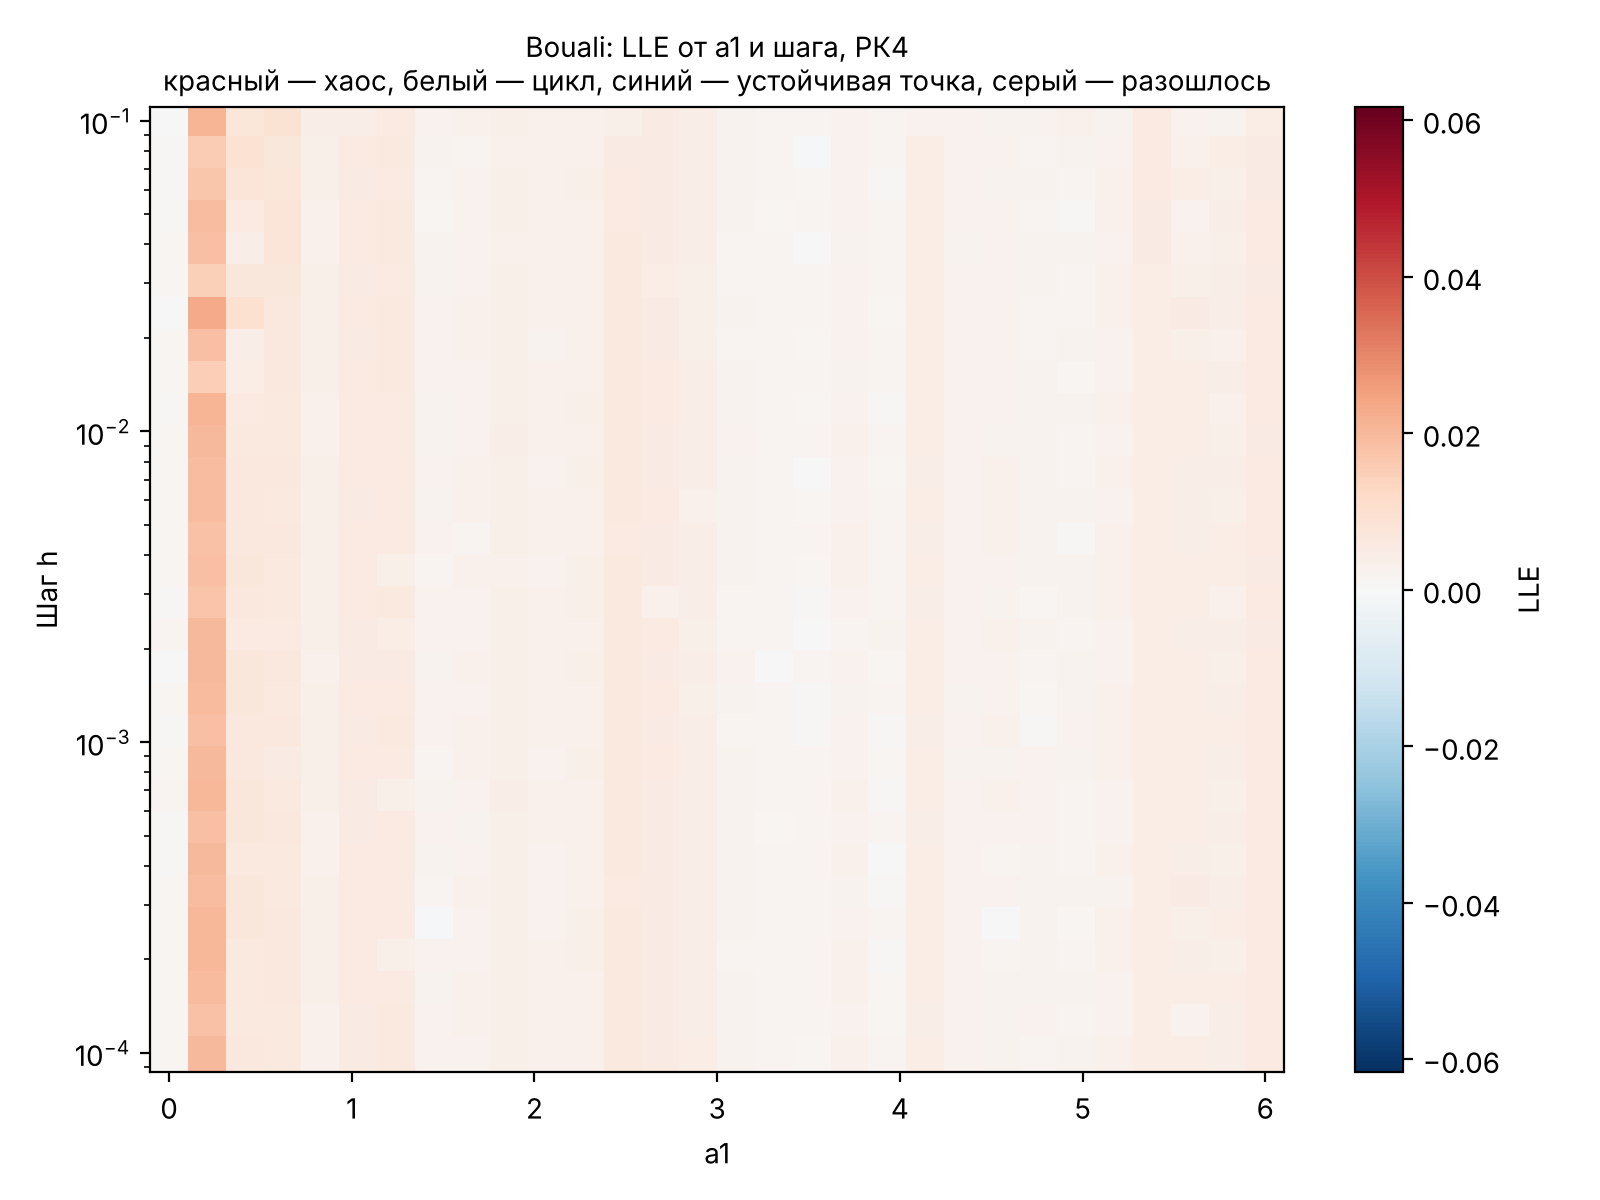 Bouali: LLE от a1 и шага, РК4
красный — хаос, белый — цикл, синий — устойчивая точка, серый — разошлось
10⁻¹
10⁻²
10⁻³
10⁻⁴
Шаг h
0 1 2 3 4 5 6
a1
0.06
0.04
0.02
0.00
−0.02
−0.04
−0.06
LLE